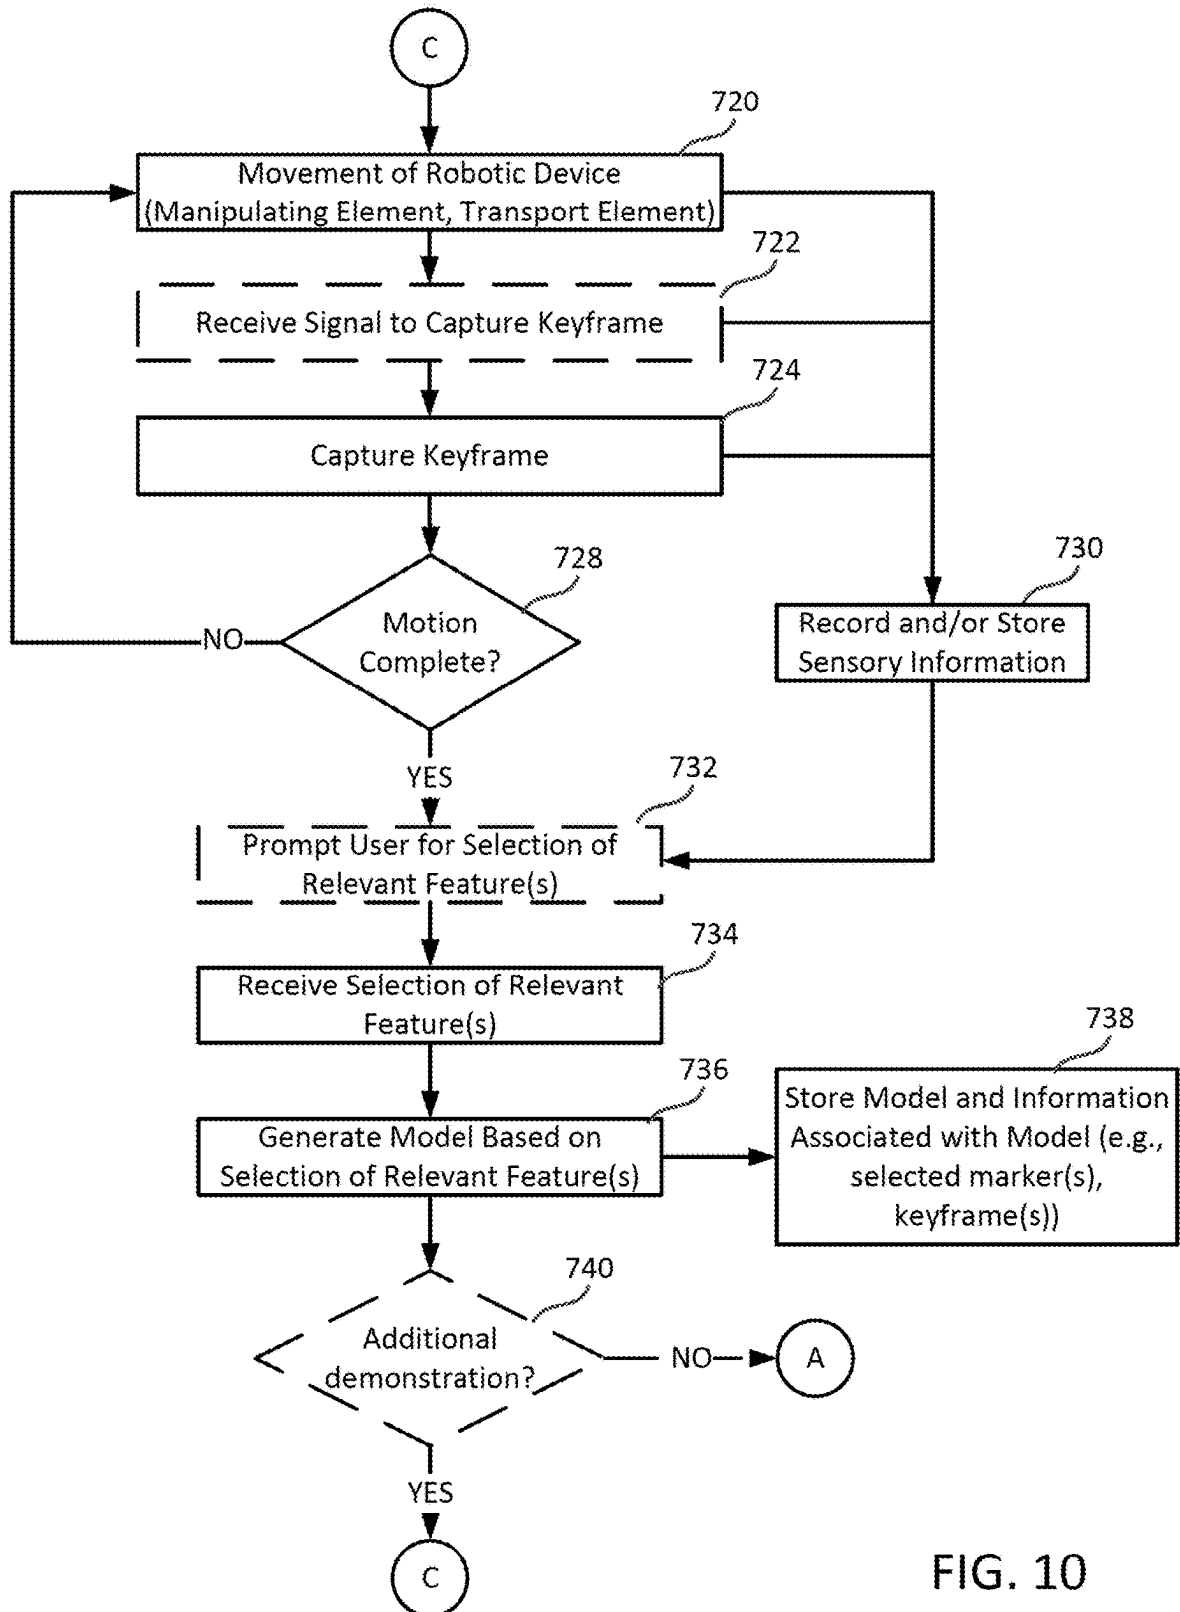 C
720
Movement of Robotic Device
(Manipulating Element, Transport Element)
722
Receive Signal to Capture Keyframe
724
Capture Keyframe
728
Motion
Complete?
NO
730
Record and/or Store
Sensory Information
YES
732
Prompt User for Selection of
Relevant Feature(s)
734
Receive Selection of Relevant
Feature(s)
736
Generate Model Based on
Selection of Relevant Feature(s)
738
Store Model and Information
Associated with Model (e.g.,
selected marker(s),
keyframe(s))
740
Additional
demonstration?
NO
A
YES
C
FIG. 10